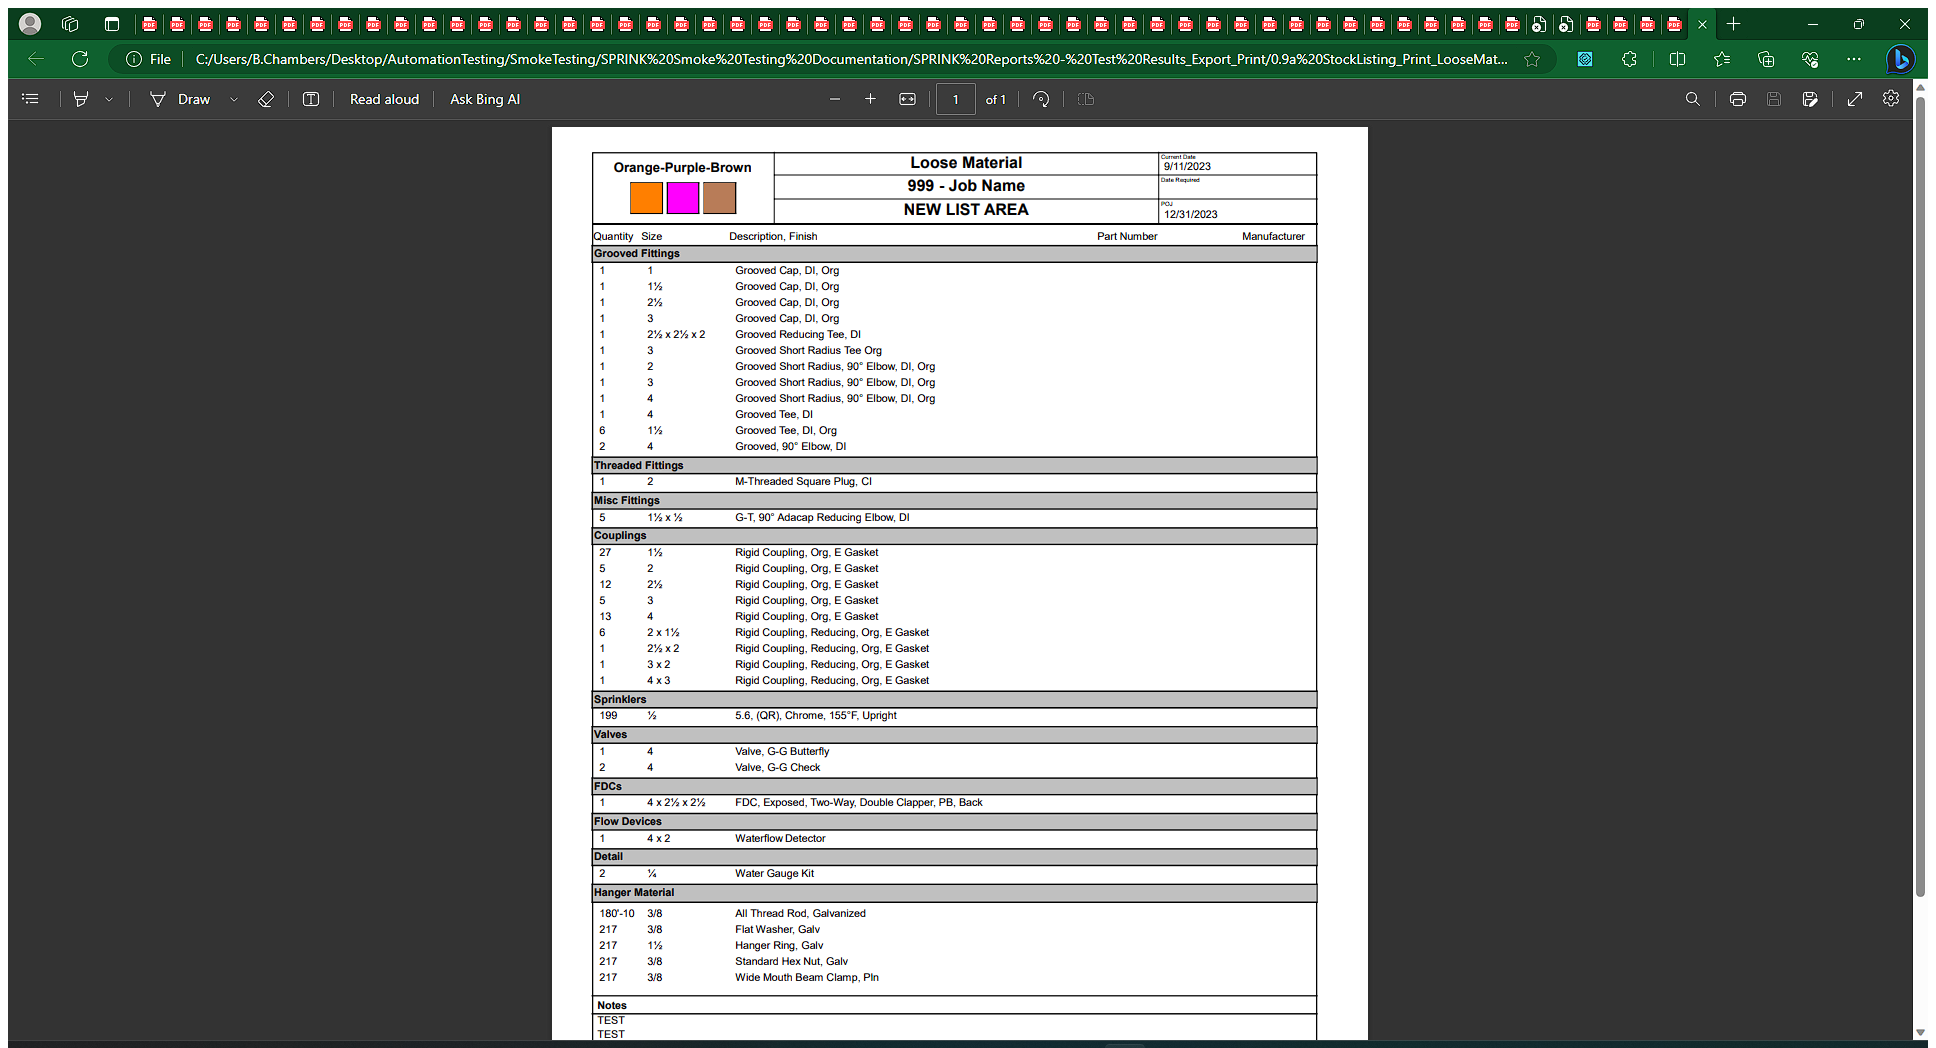 File C:/Users/B.Chambers/Desktop/AutomationTesting/SmokeTesting/SPRINK%20Smoke%20Testing%20Documentation/SPRINK%20Reports%20-%20Test%20Results_Export_Print/0.9a%20StockListing_Print_LooseMat...
Draw Read aloud Ask Bing AI 1 of 1
Orange-Purple-Brown
Loose Material
999 - Job Name
NEW LIST AREA
Current Date
9/11/2023
Date Required
POJ
12/31/2023
Quantity Size Description, Finish Part Number Manufacturer
Grooved Fittings
1 1 Grooved Cap, DI, Org
1 1½ Grooved Cap, DI, Org
1 2½ Grooved Cap, DI, Org
1 3 Grooved Cap, DI, Org
1 2½ x 2½ x 2 Grooved Reducing Tee, DI
1 3 Grooved Short Radius Tee Org
1 2 Grooved Short Radius, 90° Elbow, DI, Org
1 3 Grooved Short Radius, 90° Elbow, DI, Org
1 4 Grooved Short Radius, 90° Elbow, DI, Org
1 4 Grooved Tee, DI
6 1½ Grooved Tee, DI, Org
2 4 Grooved, 90° Elbow, DI
Threaded Fittings
1 2 M-Threaded Square Plug, CI
Misc Fittings
5 1½ x ½ G-T, 90° Adacap Reducing Elbow, DI
Couplings
27 1½ Rigid Coupling, Org, E Gasket
5 2 Rigid Coupling, Org, E Gasket
12 2½ Rigid Coupling, Org, E Gasket
5 3 Rigid Coupling, Org, E Gasket
13 4 Rigid Coupling, Org, E Gasket
6 2 x 1½ Rigid Coupling, Reducing, Org, E Gasket
1 2½ x 2 Rigid Coupling, Reducing, Org, E Gasket
1 3 x 2 Rigid Coupling, Reducing, Org, E Gasket
1 4 x 3 Rigid Coupling, Reducing, Org, E Gasket
Sprinklers
199 ½ 5.6, (QR), Chrome, 155°F, Upright
Valves
1 4 Valve, G-G Butterfly
2 4 Valve, G-G Check
FDCs
1 4 x 2½ x 2½ FDC, Exposed, Two-Way, Double Clapper, PB, Back
Flow Devices
1 4 x 2 Waterflow Detector
Detail
2 ¼ Water Gauge Kit
Hanger Material
180'-10 3/8 All Thread Rod, Galvanized
217 3/8 Flat Washer, Galv
217 1½ Hanger Ring, Galv
217 3/8 Standard Hex Nut, Galv
217 3/8 Wide Mouth Beam Clamp, Pln
Notes
TEST
TEST